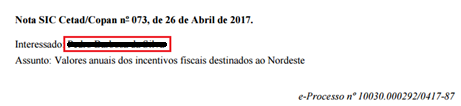 Nota SIC Cetad/Copan nº 073, de 26 de Abril de 2017.
Interessado:
Assunto: Valores anuais dos incentivos fiscais destinados ao Nordeste
e-Processo nº 10030.000292/0417-87